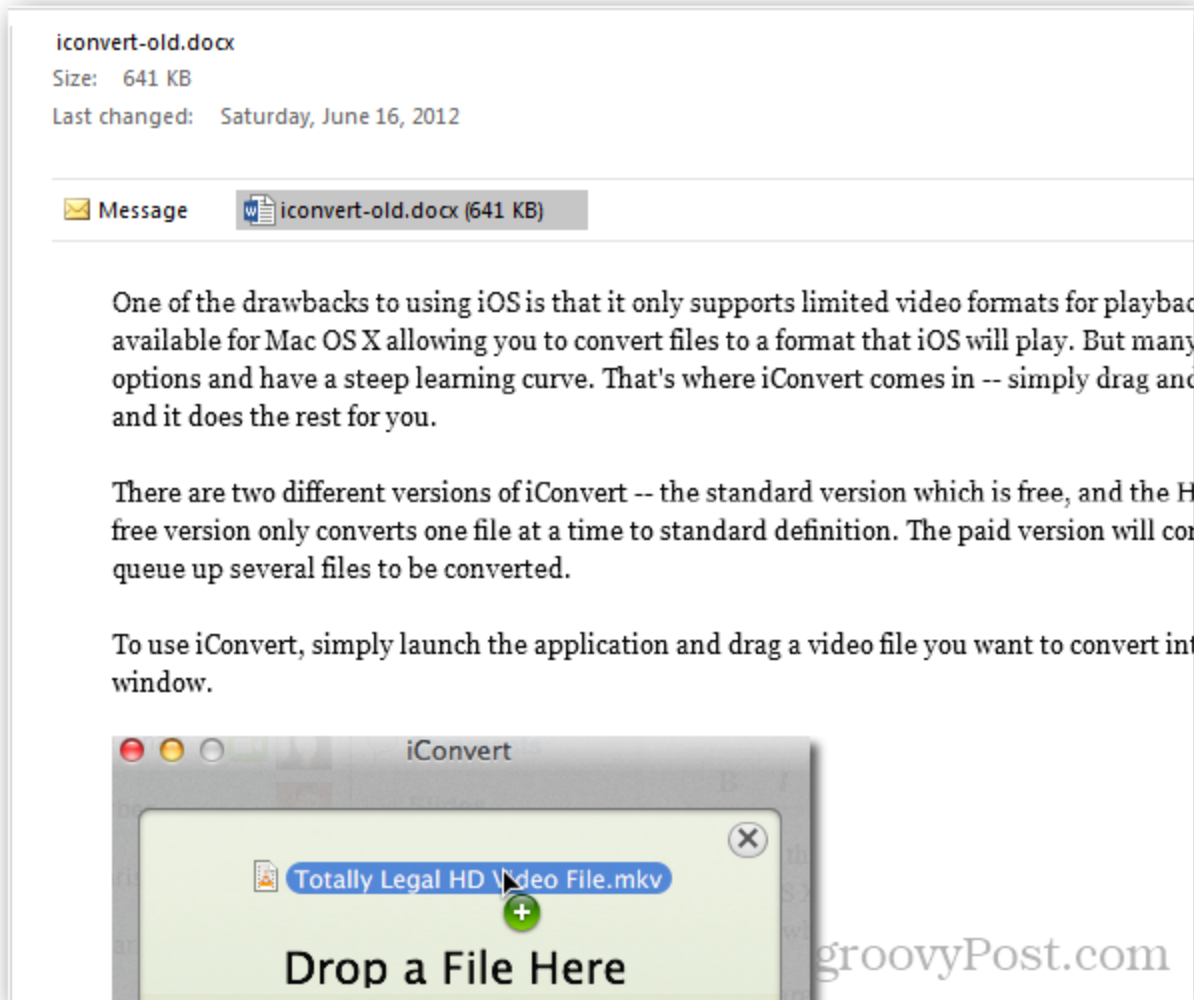 iconvert-old.docx
Size: 641 KB
Last changed: Saturday, June 16, 2012
Message iconvert-old.docx (641 KB)
One of the drawbacks to using iOS is that it only supports limited video formats for playbac
available for Mac OS X allowing you to convert files to a format that iOS will play. But many
options and have a steep learning curve. That's where iConvert comes in -- simply drag and
and it does the rest for you.
There are two different versions of iConvert -- the standard version which is free, and the H
free version only converts one file at a time to standard definition. The paid version will con
queue up several files to be converted.
To use iConvert, simply launch the application and drag a video file you want to convert int
window.
iConvert
Totally Legal HD Video File.mkv
Drop a File Here
groovyPost.com